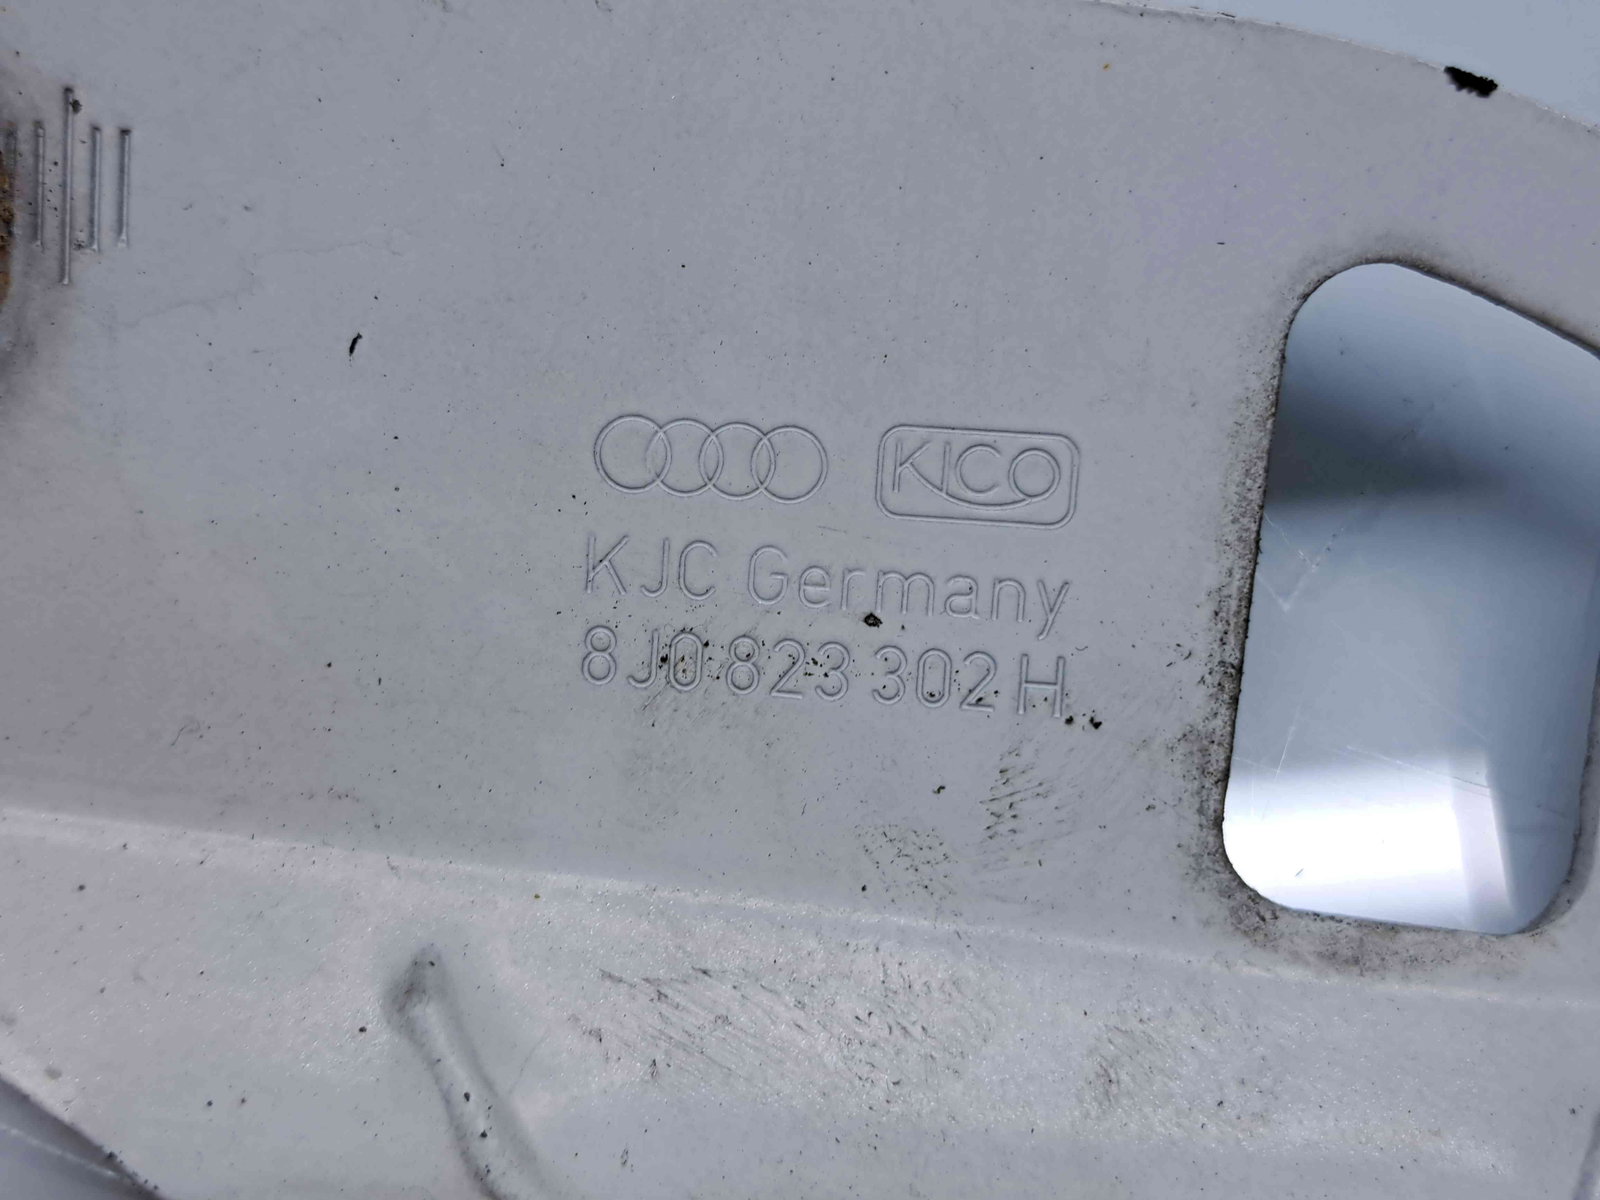 KICO
KJC Germany
8J0 823 302 H